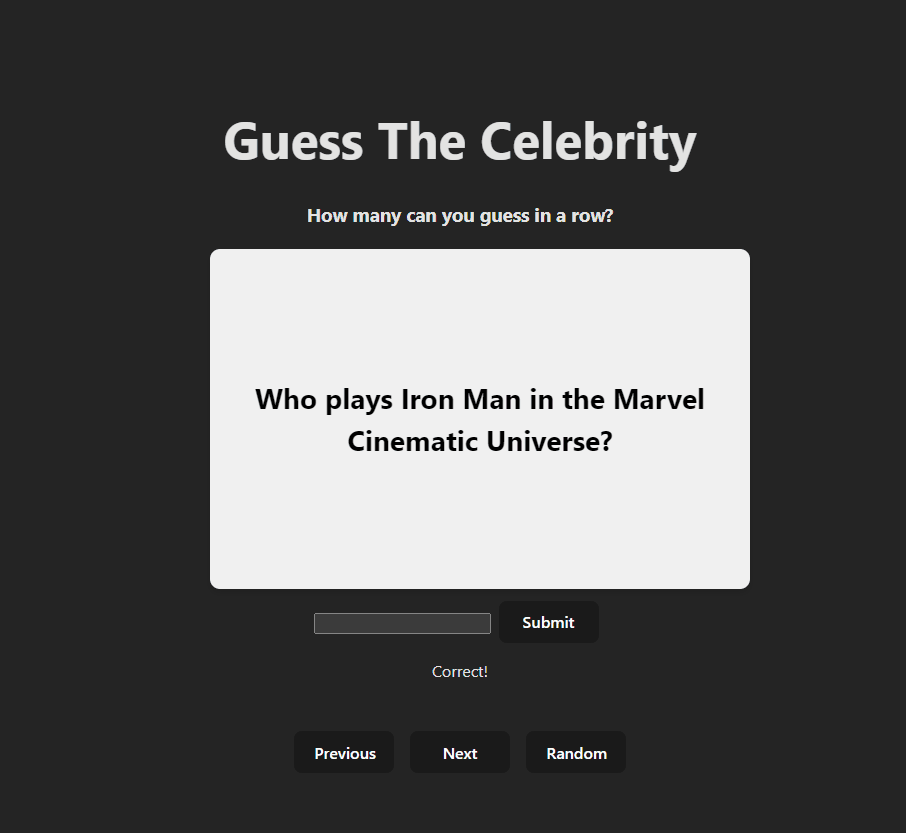 Guess The Celebrity
How many can you guess in a row?
Who plays Iron Man in the Marvel
Cinematic Universe?
Submit
Correct!
Previous
Next
Random